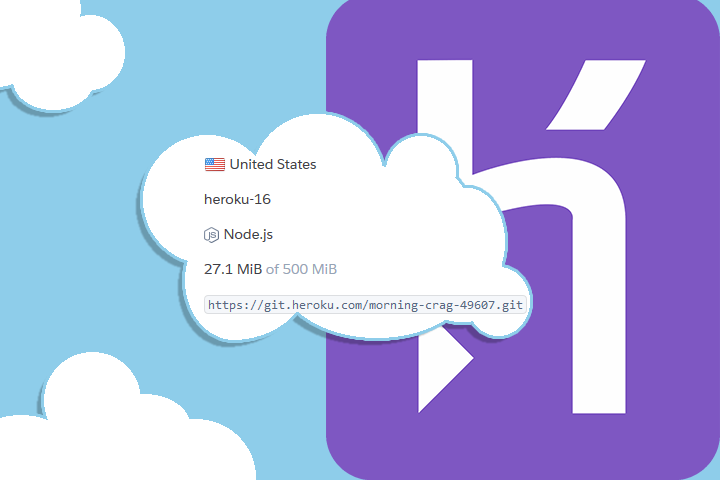 United States
heroku-16
Node.js
27.1 MiB of 500 MiB
https://git.heroku.com/morning-crag-49607.git